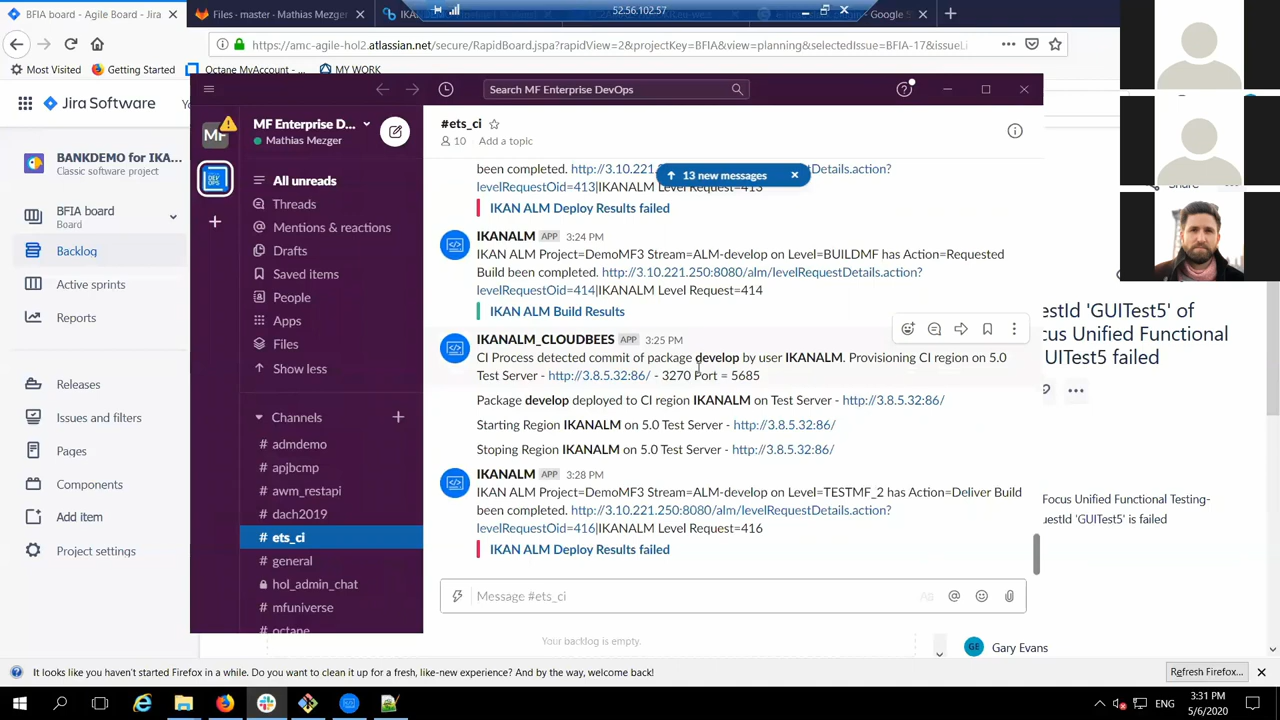 BFIA board - Agile Board - Jira
Files · master · Mathias Mezger
52.56.102.57
https://amc-agile-hol2.atlassian.net/secure/RapidBoard.jspa?rapidView=2&projectKey=BFIA&view=planning&selectedIssue=BFIA-17&issueLi
Most Visited
Getting Started
Octane MyAccount -
MY WORK
Jira Software
BANKDEMO for IKA...
Classic software project
BFIA board
Board
Backlog
Active sprints
Reports
Releases
Issues and filters
Pages
Components
Add item
Project settings
Search MF Enterprise DevOps
MF
MF Enterprise D...
Mathias Mezger
All unreads
Threads
Mentions & reactions
Drafts
Saved items
People
Apps
Files
Show less
Channels
# admdemo
# apjbcmp
# awm_restapi
# dach2019
# ets_ci
# general
hol_admin_chat
# mfuniverse
# octane
#ets_ci
10 Add a topic
13 new messages
been completed. http://3.10.221. Details.action?
levelRequestOid=413|IKANALM Level Request=413
IKAN ALM Deploy Results failed
IKANALM APP 3:24 PM
IKAN ALM Project=DemoMF3 Stream=ALM-develop on Level=BUILDMF has Action=Requested
Build been completed. http://3.10.221.250:8080/alm/levelRequestDetails.action?
levelRequestOid=414|IKANALM Level Request=414
IKAN ALM Build Results
IKANALM_CLOUDBEES APP 3:25 PM
CI Process detected commit of package develop by user IKANALM. Provisioning CI region on 5.0
Test Server - http://3.8.5.32:86/ - 3270 Port = 5685
Package develop deployed to CI region IKANALM on Test Server - http://3.8.5.32:86/
Starting Region IKANALM on 5.0 Test Server - http://3.8.5.32:86/
Stoping Region IKANALM on 5.0 Test Server - http://3.8.5.32:86/
IKANALM APP 3:28 PM
IKAN ALM Project=DemoMF3 Stream=ALM-develop on Level=TESTMF_2 has Action=Deliver Build
been completed. http://3.10.221.250:8080/alm/levelRequestDetails.action?
levelRequestOid=416|IKANALM Level Request=416
IKAN ALM Deploy Results failed
Message #ets_ci
Your backlog is empty.
estId 'GUITest5' of
ocus Unified Functional
UITest5 failed
Focus Unified Functional Testing-
uestId 'GUITest5' is failed
GE Gary Evans
It looks like you haven't started Firefox in a while. Do you want to clean it up for a fresh, like-new experience? And by the way, welcome back!
Refresh Firefox...
ENG
3:31 PM
5/6/2020